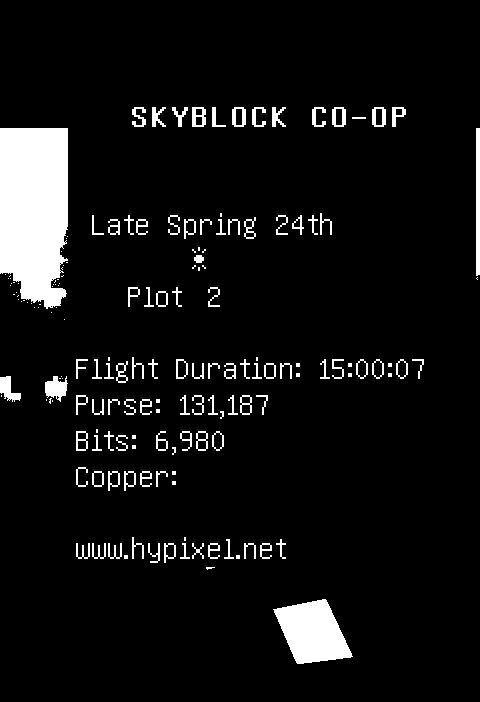 SKYBLOCK CO-OP
Late Spring 24th
☀
Plot 2
Flight Duration: 15:00:07
Purse: 131,187
Bits: 6,980
Copper:
www.hypixel.net